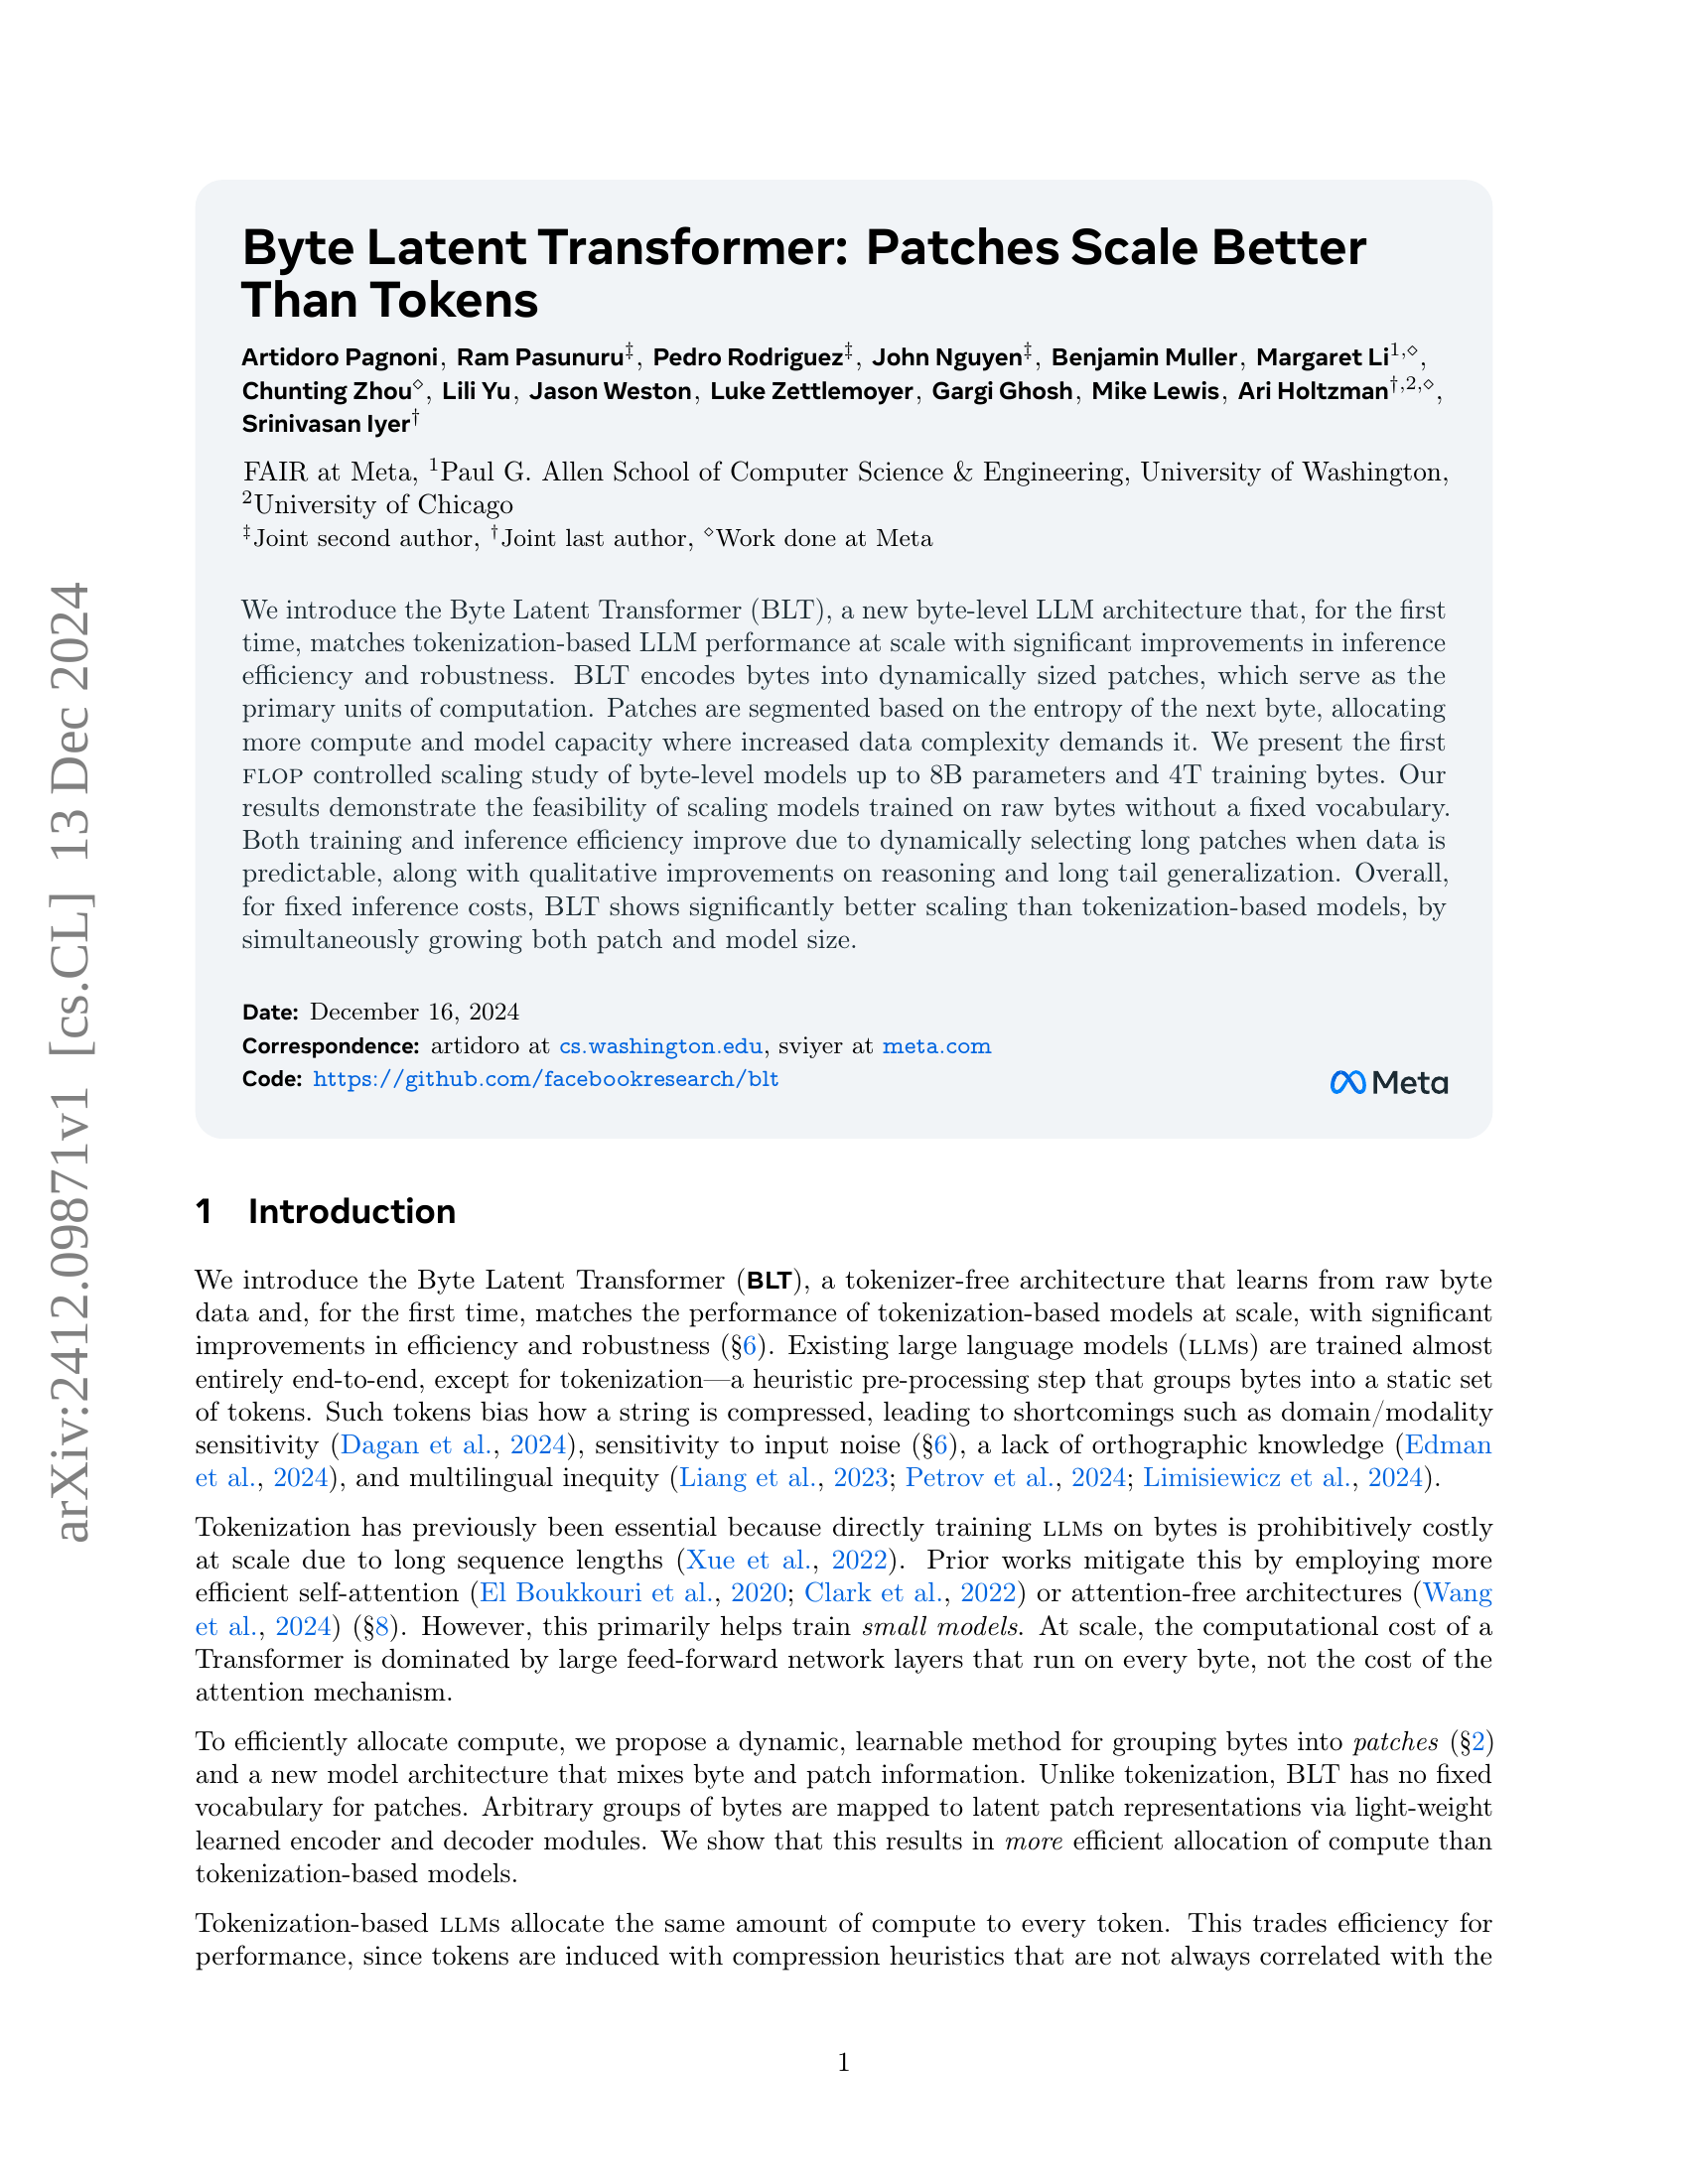 arXiv:2412.09871v1 [cs.CL] 13 Dec 2024
Byte Latent Transformer: Patches Scale Better
Than Tokens
Artidoro Pagnoni, Ram Pasunuru‡, Pedro Rodriguez‡, John Nguyen‡, Benjamin Muller, Margaret Li1,⋄,
Chunting Zhou⋄, Lili Yu, Jason Weston, Luke Zettlemoyer, Gargi Ghosh, Mike Lewis, Ari Holtzman†,2,⋄,
Srinivasan Iyer†
FAIR at Meta, 1Paul G. Allen School of Computer Science & Engineering, University of Washington,
2University of Chicago
‡Joint second author, †Joint last author, ⋄Work done at Meta
We introduce the Byte Latent Transformer (BLT), a new byte-level LLM architecture that, for the first
time, matches tokenization-based LLM performance at scale with significant improvements in inference
efficiency and robustness. BLT encodes bytes into dynamically sized patches, which serve as the
primary units of computation. Patches are segmented based on the entropy of the next byte, allocating
more compute and model capacity where increased data complexity demands it. We present the first
FLOP controlled scaling study of byte-level models up to 8B parameters and 4T training bytes. Our
results demonstrate the feasibility of scaling models trained on raw bytes without a fixed vocabulary.
Both training and inference efficiency improve due to dynamically selecting long patches when data is
predictable, along with qualitative improvements on reasoning and long tail generalization. Overall,
for fixed inference costs, BLT shows significantly better scaling than tokenization-based models, by
simultaneously growing both patch and model size.
Date: December 16, 2024
Correspondence: artidoro at cs.washington.edu, sviyer at meta.com
Code: https://github.com/facebookresearch/blt
Meta
1 Introduction
We introduce the Byte Latent Transformer (BLT), a tokenizer-free architecture that learns from raw byte
data and, for the first time, matches the performance of tokenization-based models at scale, with significant
improvements in efficiency and robustness (§6). Existing large language models (LLMs) are trained almost
entirely end-to-end, except for tokenization—a heuristic pre-processing step that groups bytes into a static set
of tokens. Such tokens bias how a string is compressed, leading to shortcomings such as domain/modality
sensitivity (Dagan et al., 2024), sensitivity to input noise (§6), a lack of orthographic knowledge (Edman
et al., 2024), and multilingual inequity (Liang et al., 2023; Petrov et al., 2024; Limisiewicz et al., 2024).
Tokenization has previously been essential because directly training LLMs on bytes is prohibitively costly
at scale due to long sequence lengths (Xue et al., 2022). Prior works mitigate this by employing more
efficient self-attention (El Boukkouri et al., 2020; Clark et al., 2022) or attention-free architectures (Wang
et al., 2024) (§8). However, this primarily helps train small models. At scale, the computational cost of a
Transformer is dominated by large feed-forward network layers that run on every byte, not the cost of the
attention mechanism.
To efficiently allocate compute, we propose a dynamic, learnable method for grouping bytes into patches (§2)
and a new model architecture that mixes byte and patch information. Unlike tokenization, BLT has no fixed
vocabulary for patches. Arbitrary groups of bytes are mapped to latent patch representations via light-weight
learned encoder and decoder modules. We show that this results in more efficient allocation of compute than
tokenization-based models.
Tokenization-based LLMs allocate the same amount of compute to every token. This trades efficiency for
performance, since tokens are induced with compression heuristics that are not always correlated with the
1